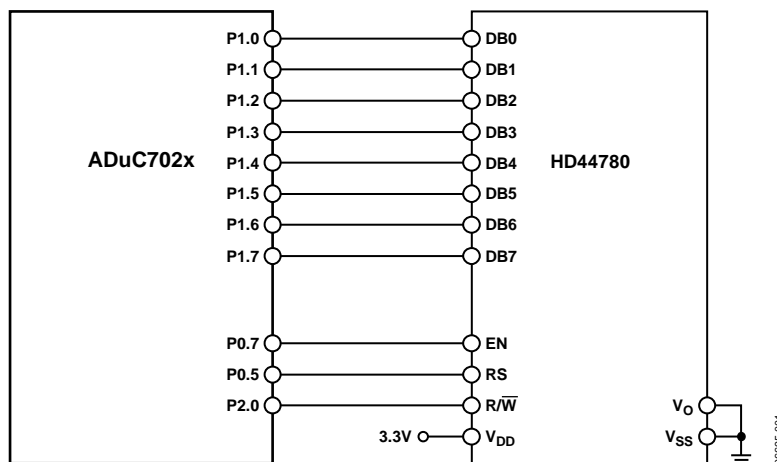 P1.0 DB0
P1.1 DB1
P1.2 DB2
P1.3 DB3
ADuC702x P1.4 DB4 HD44780
P1.5 DB5
P1.6 DB6
P1.7 DB7
P0.7 EN
P0.5 RS
P2.0 R/W̅ VO
3.3V VDD VSS